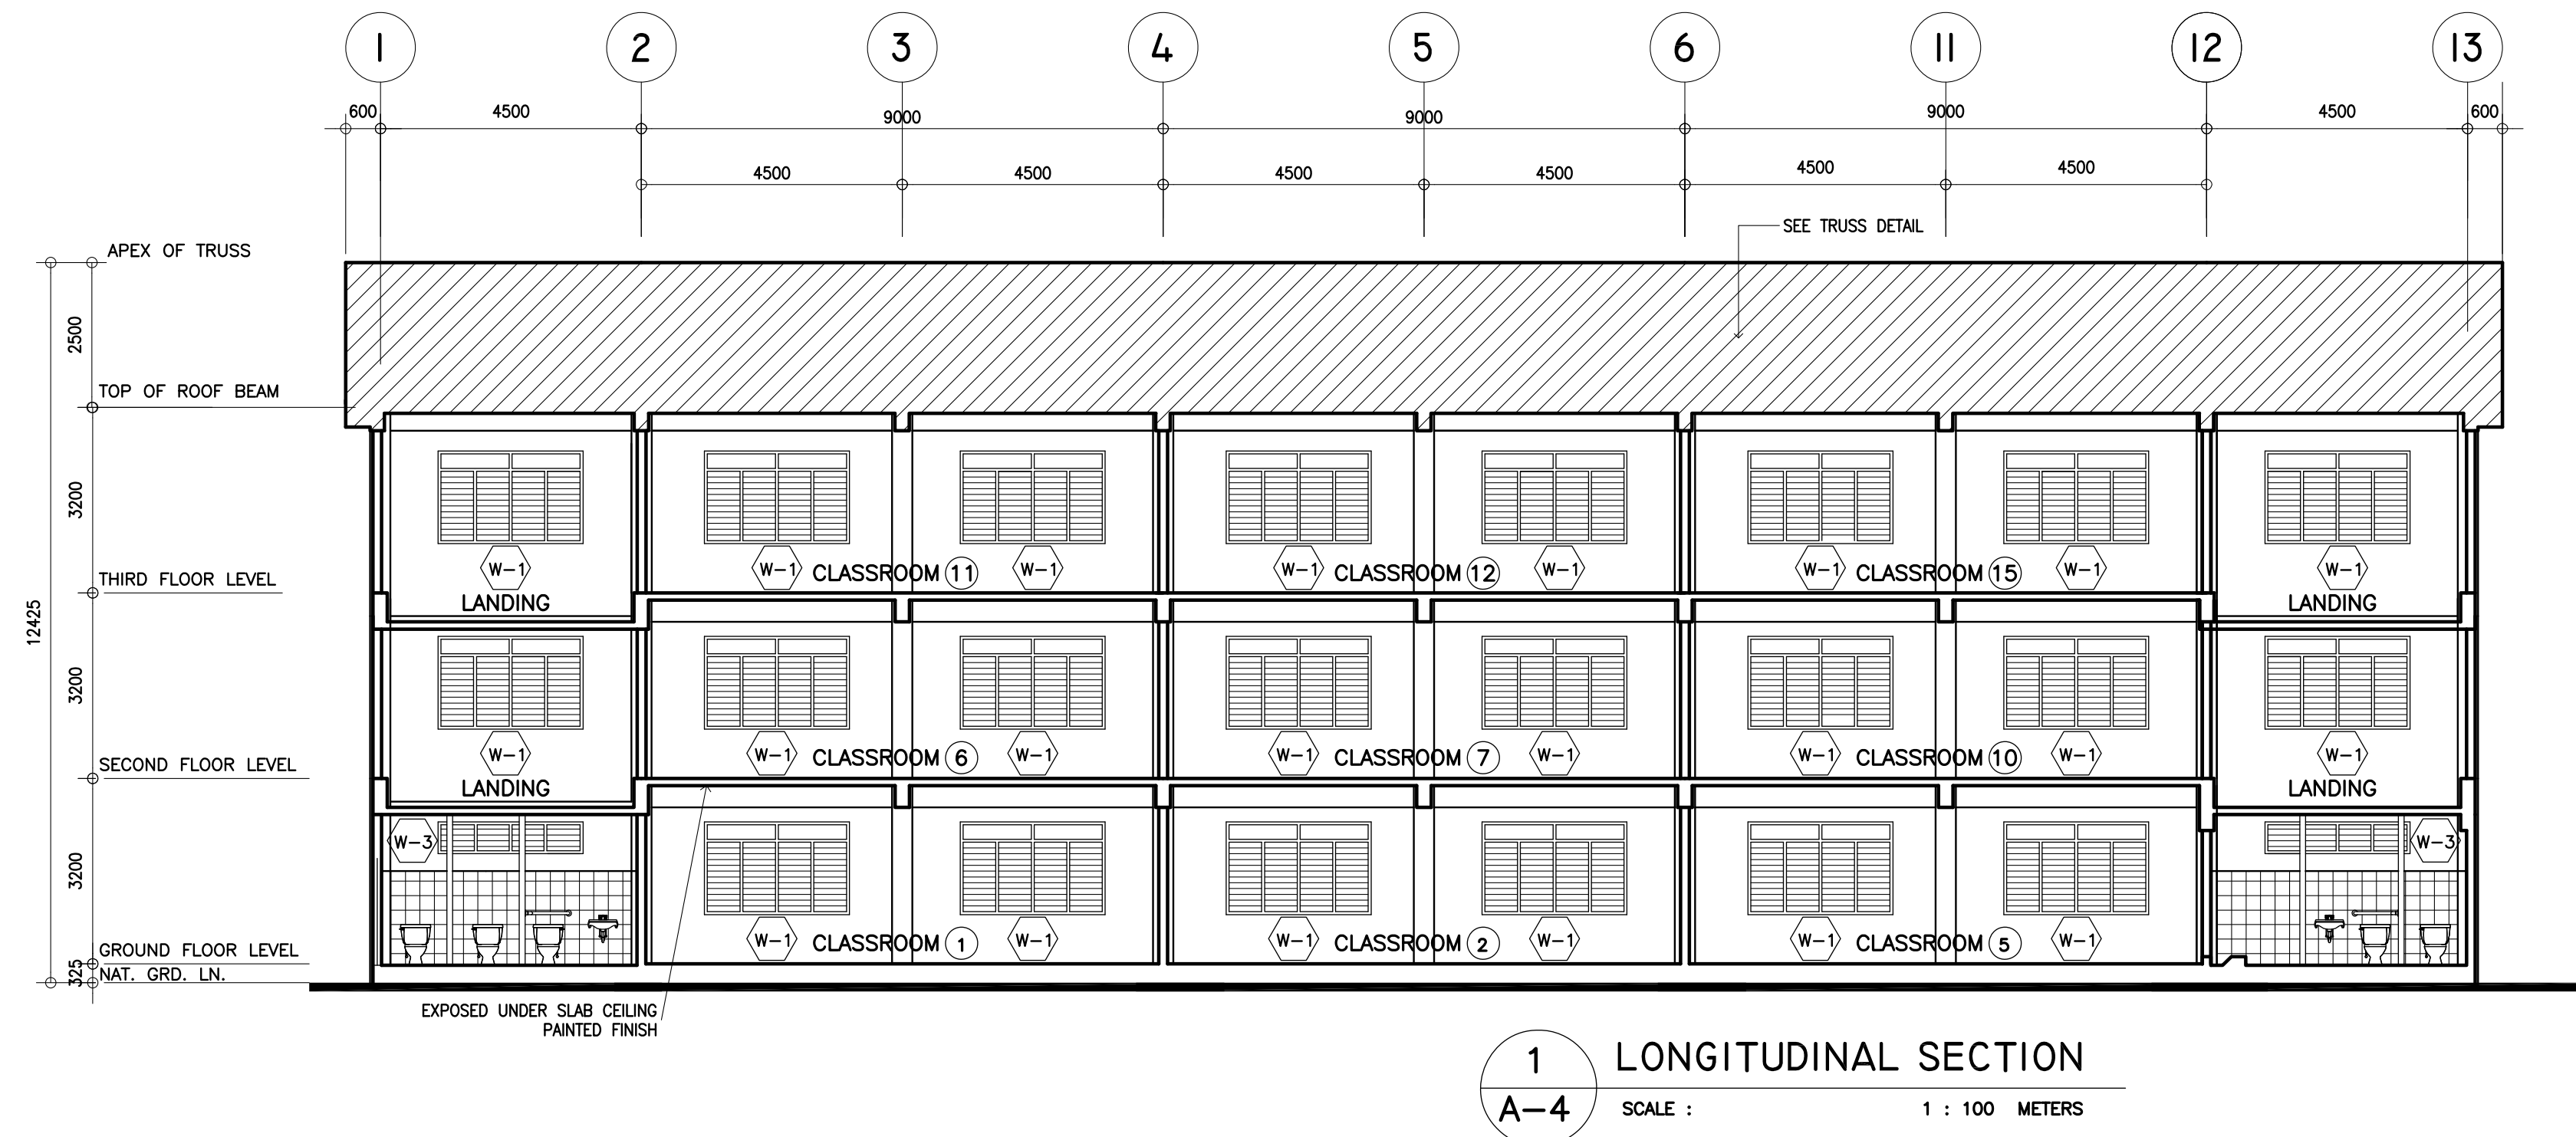 1 2 3 4 5 6 11 12 13
600 4500 9000 9000 9000 4500 600
4500 4500 4500 4500 4500 4500
SEE TRUSS DETAIL
APEX OF TRUSS
2500
TOP OF ROOF BEAM
3200
W-1 W-1 CLASSROOM 11 W-1 W-1 CLASSROOM 12 W-1 W-1 CLASSROOM 15 W-1 W-1
THIRD FLOOR LEVEL
LANDING LANDING
12425
3200
W-1 W-1 CLASSROOM 6 W-1 W-1 CLASSROOM 7 W-1 W-1 CLASSROOM 10 W-1 W-1
SECOND FLOOR LEVEL
LANDING LANDING
W-3 W-3
3200
W-1 CLASSROOM 1 W-1 W-1 CLASSROOM 2 W-1 W-1 CLASSROOM 5 W-1
GROUND FLOOR LEVEL
325
NAT. GRD. LN.
EXPOSED UNDER SLAB CEILING
PAINTED FINISH
1
A-4
LONGITUDINAL SECTION
SCALE : 1 : 100 METERS